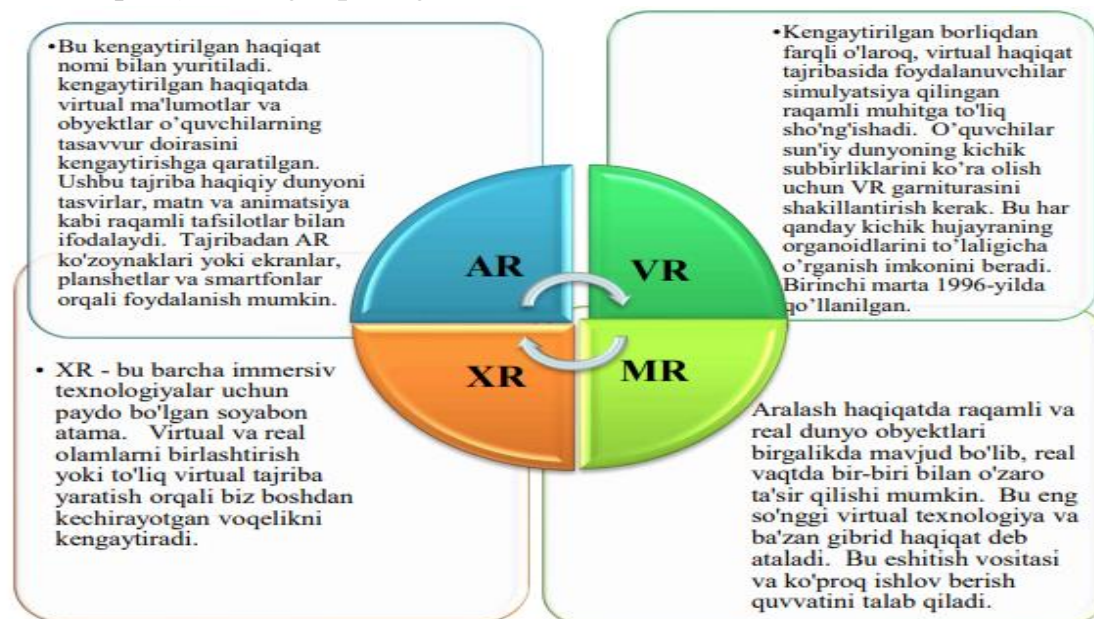 •Bu kengaytirilgan haqiqat
nomi bilan yuritiladi.
kengaytirilgan haqiqatda
virtual ma'lumotlar va
obyektlar o’quvchilarning
tasavvur doirasini
kengaytirishga qaratilgan.
Ushbu tajriba haqiqiy dunyoni
tasvirlar, matn va animatsiya
kabi raqamli tafsilotlar bilan
ifodalaydi. Tajribadan AR
ko'zoynaklari yoki ekranlar,
planshetlar va smartfonlar
orqali foydalanish mumkin.
•Kengaytirilgan borliqdan
farqli o'laroq, virtual haqiqat
tajribasida foydalanuvchilar
simulyatsiya qilingan
raqamli muhitga to'liq
sho'ng'ishadi. O’quvchilar
sun'iy dunyoning kichik
subbirliklarini ko’ra olish
uchun VR garniturasini
shakillantirish kerak. Bu har
qanday kichik hujayraning
organoidlarini to’laligicha
o’rganish imkonini beradi.
Birinchi marta 1996-yilda
qo’llanilgan.
AR
VR
XR
MR
• XR - bu barcha immersiv
texnologiyalar uchun
paydo bo'lgan soyabon
atama. Virtual va real
olamlarni birlashtirish
yoki to'liq virtual tajriba
yaratish orqali biz boshdan
kechirayotgan voqelikni
kengaytiradi.
Aralash haqiqatda raqamli va
real dunyo obyektlari
birgalikda mavjud bo'lib, real
vaqtda bir-biri bilan o'zaro
ta'sir qilishi mumkin. Bu eng
so'nggi virtual texnologiya va
ba'zan gibrid haqiqat deb
ataladi. Bu eshitish vositasi
va ko'proq ishlov berish
quvvatini talab qiladi.